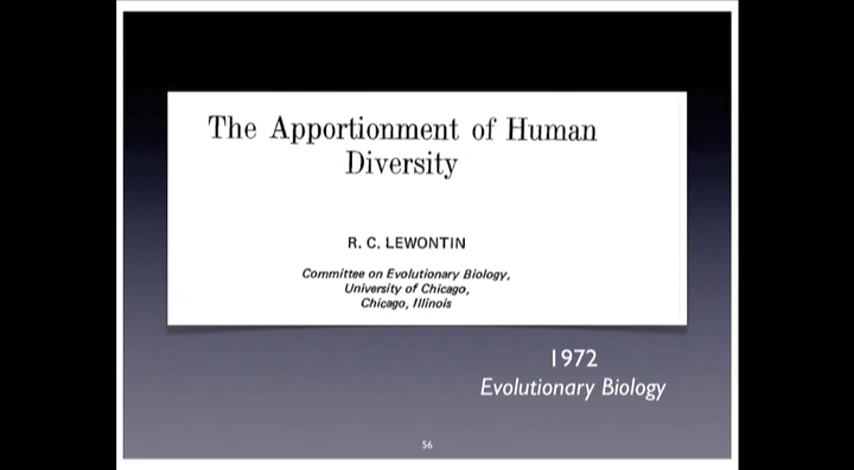 The Apportionment of Human
Diversity
R. C. LEWONTIN
Committee on Evolutionary Biology,
University of Chicago,
Chicago, Illinois
1972
Evolutionary Biology
56